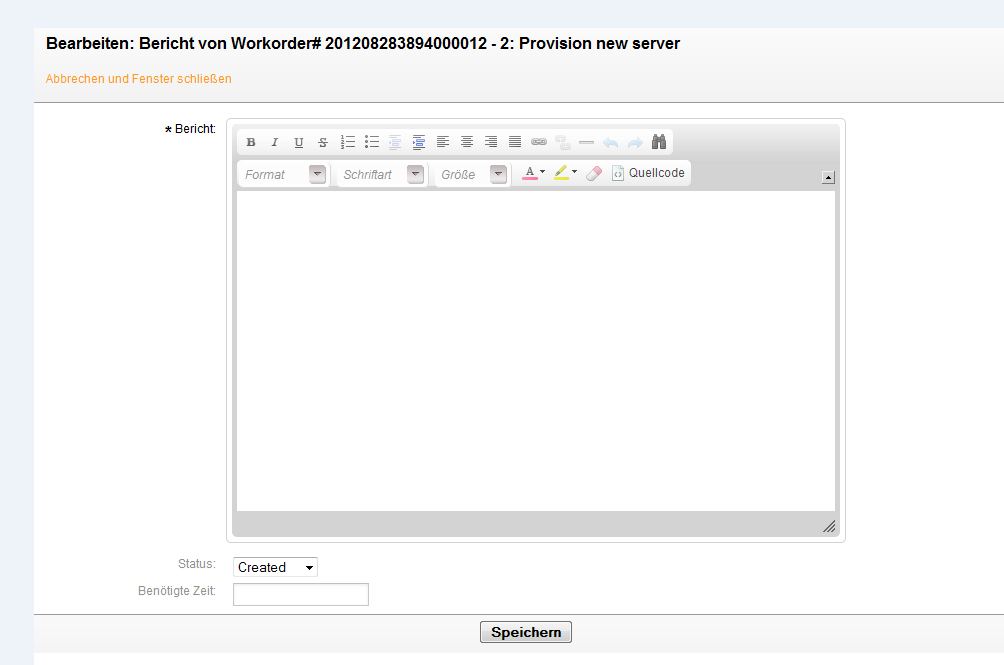 Bearbeiten: Bericht von Workorder# 201208283894000012 - 2: Provision new server
Abbrechen und Fenster schließen
* Bericht:
B I U S
Format Schriftart Größe A Quellcode
Status: Created
Benötigte Zeit:
Speichern